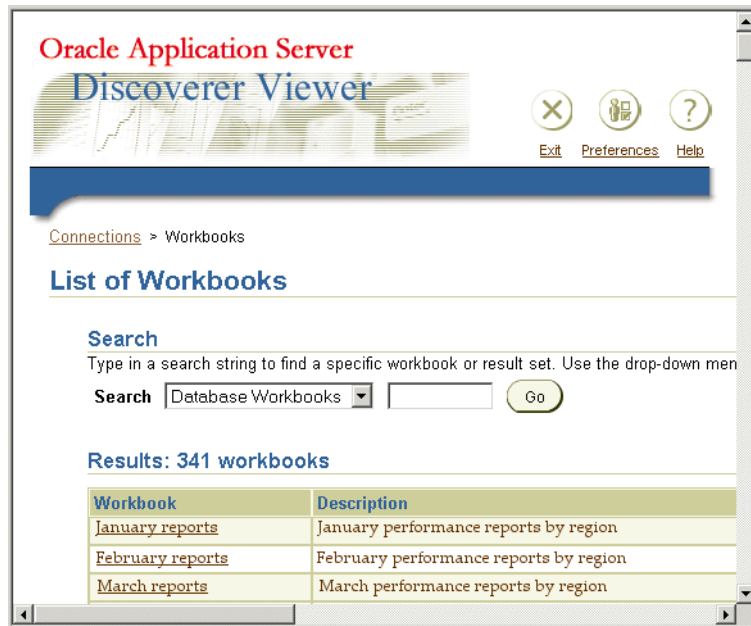 Oracle Application Server
Discoverer Viewer
Exit Preferences Help
Connections > Workbooks
List of Workbooks
Search
Type in a search string to find a specific workbook or result set. Use the drop-down men
Search Database Workbooks Go
Results: 341 workbooks
Workbook Description
January reports January performance reports by region
February reports February performance reports by region
March reports March performance reports by region